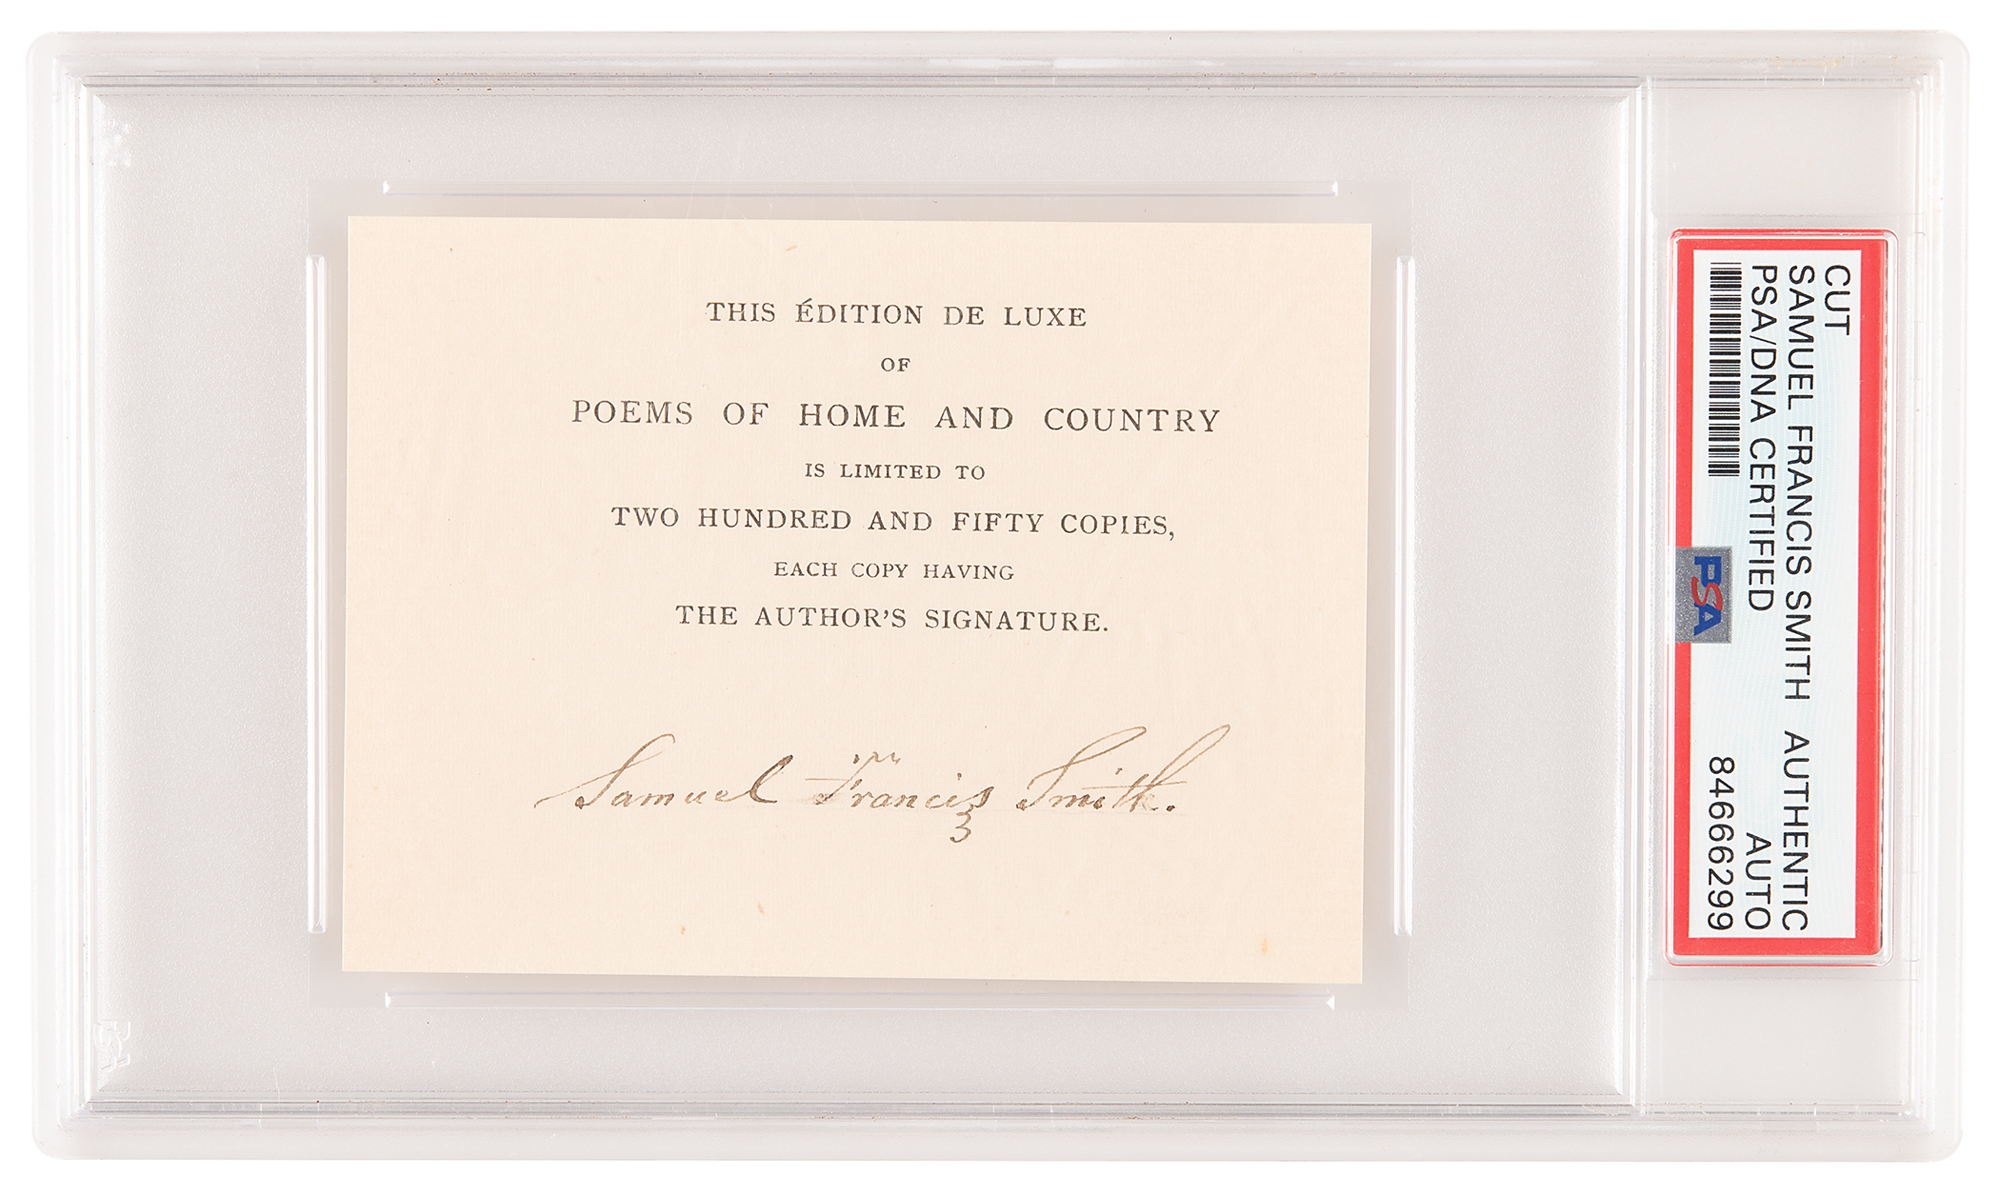 THIS ÉDITION DE LUXE
OF
POEMS OF HOME AND COUNTRY
IS LIMITED TO
TWO HUNDRED AND FIFTY COPIES,
EACH COPY HAVING
THE AUTHOR'S SIGNATURE.
Samuel Francis Smith.
CUT
SAMUEL FRANCIS SMITH AUTHENTIC
PSA/DNA CERTIFIED AUTO
84666299
PSA